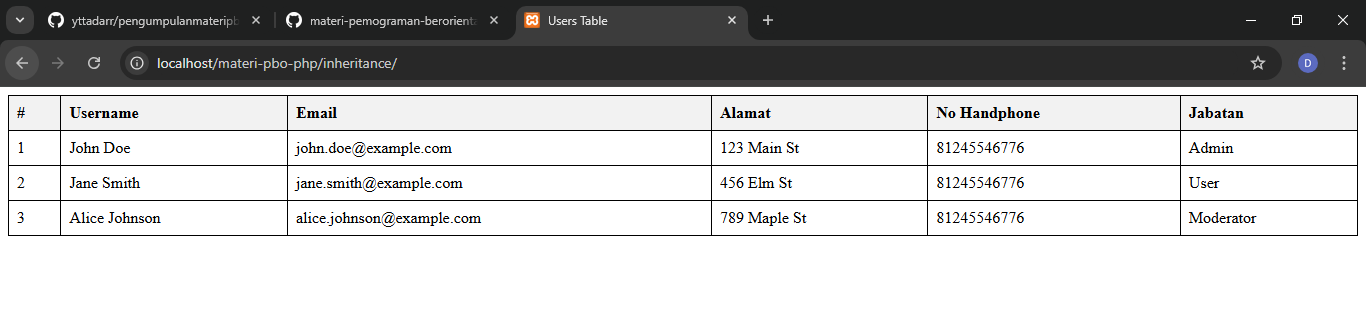 yttadarr/pengumpulanmateripb
materi-pemograman-berorienta
Users Table
localhost/materi-pbo-php/inheritance/
D
# Username Email Alamat No Handphone Jabatan
1 John Doe john.doe@example.com 123 Main St 81245546776 Admin
2 Jane Smith jane.smith@example.com 456 Elm St 81245546776 User
3 Alice Johnson alice.johnson@example.com 789 Maple St 81245546776 Moderator